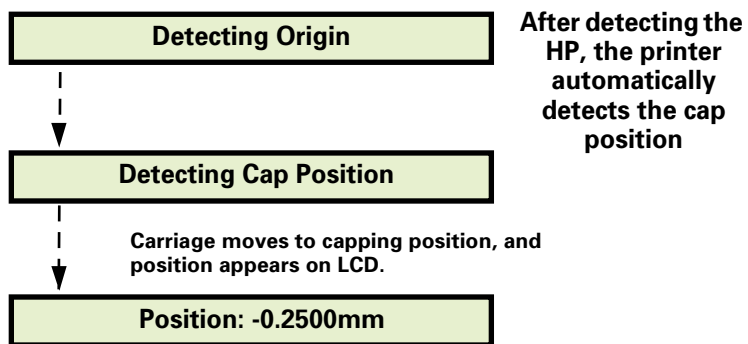 Detecting Origin
After detecting the
HP, the printer
automatically
detects the cap
position
Detecting Cap Position
Carriage moves to capping position, and
position appears on LCD.
Position: -0.2500mm